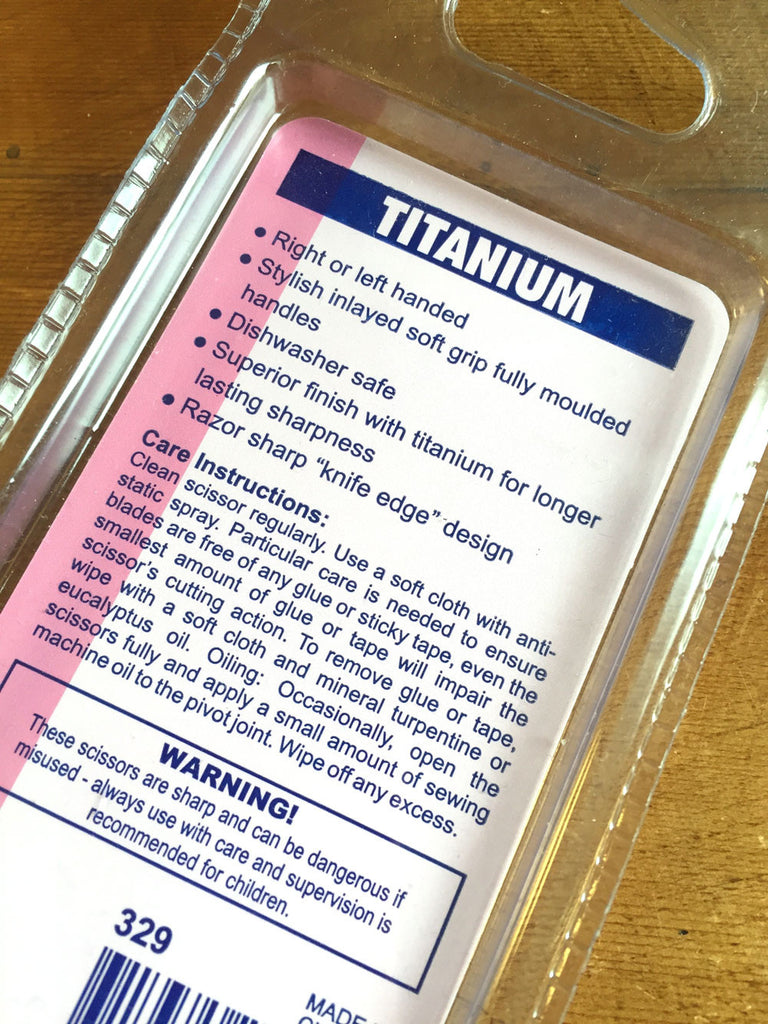 TITANIUM
• Right or left handed
• Stylish inlayed soft grip fully moulded
handles
• Dishwasher safe
• Superior finish with titanium for longer
lasting sharpness
• Razor sharp “knife edge” design
Care Instructions:
Clean scissor regularly. Use a soft cloth with anti-
static spray. Particular care is needed to ensure
blades are free of any glue or sticky tape, even the
smallest amount of glue or tape will impair the
scissor's cutting action. To remove glue or tape,
wipe with a soft cloth and mineral turpentine or
eucalyptus oil. Oiling: Occasionally, open the
scissors fully and apply a small amount of sewing
machine oil to the pivot joint. Wipe off any excess.
WARNING!
These scissors are sharp and can be dangerous if
misused - always use with care and supervision is
recommended for children.
329
MADE